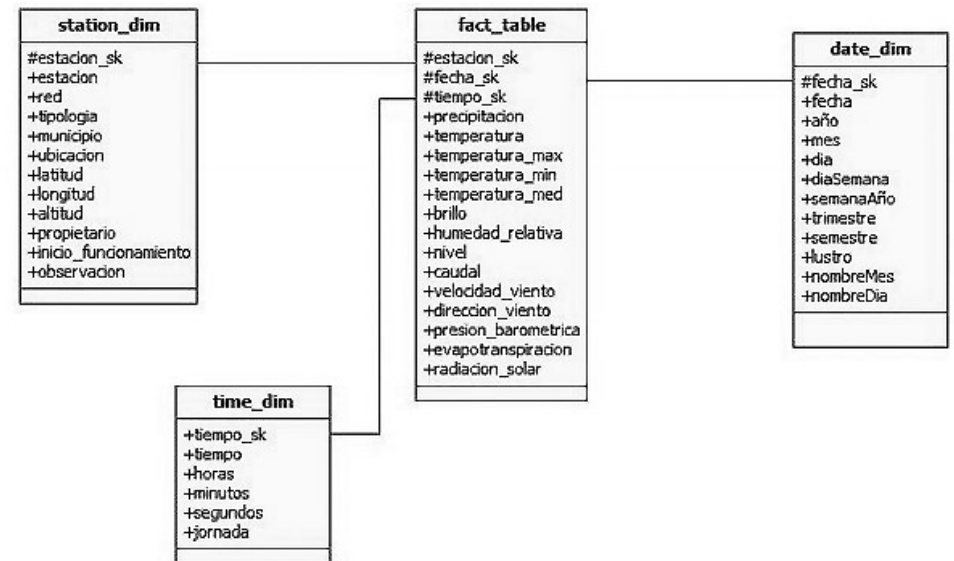 station_dim
#estacion_sk
+estacion
+red
+tipologia
+municipio
+ubicacion
+latitud
+longitud
+altitud
+propietario
+inicio_funcionamiento
+observacion
fact_table
#estacion_sk
#fecha_sk
#tiempo_sk
+precipitacion
+temperatura
+temperatura_max
+temperatura_min
+temperatura_med
+brillo
+humedad_relativa
+nivel
+caudal
+velocidad_viento
+direccion_viento
+presion_barometrica
+evapotranspiracion
+radiacion_solar
date_dim
#fecha_sk
+fecha
+año
+mes
+dia
+diaSemana
+semanaAño
+trimestre
+semestre
+lustro
+nombreMes
+nombreDia
time_dim
+tiempo_sk
+tiempo
+horas
+minutos
+segundos
+jornada